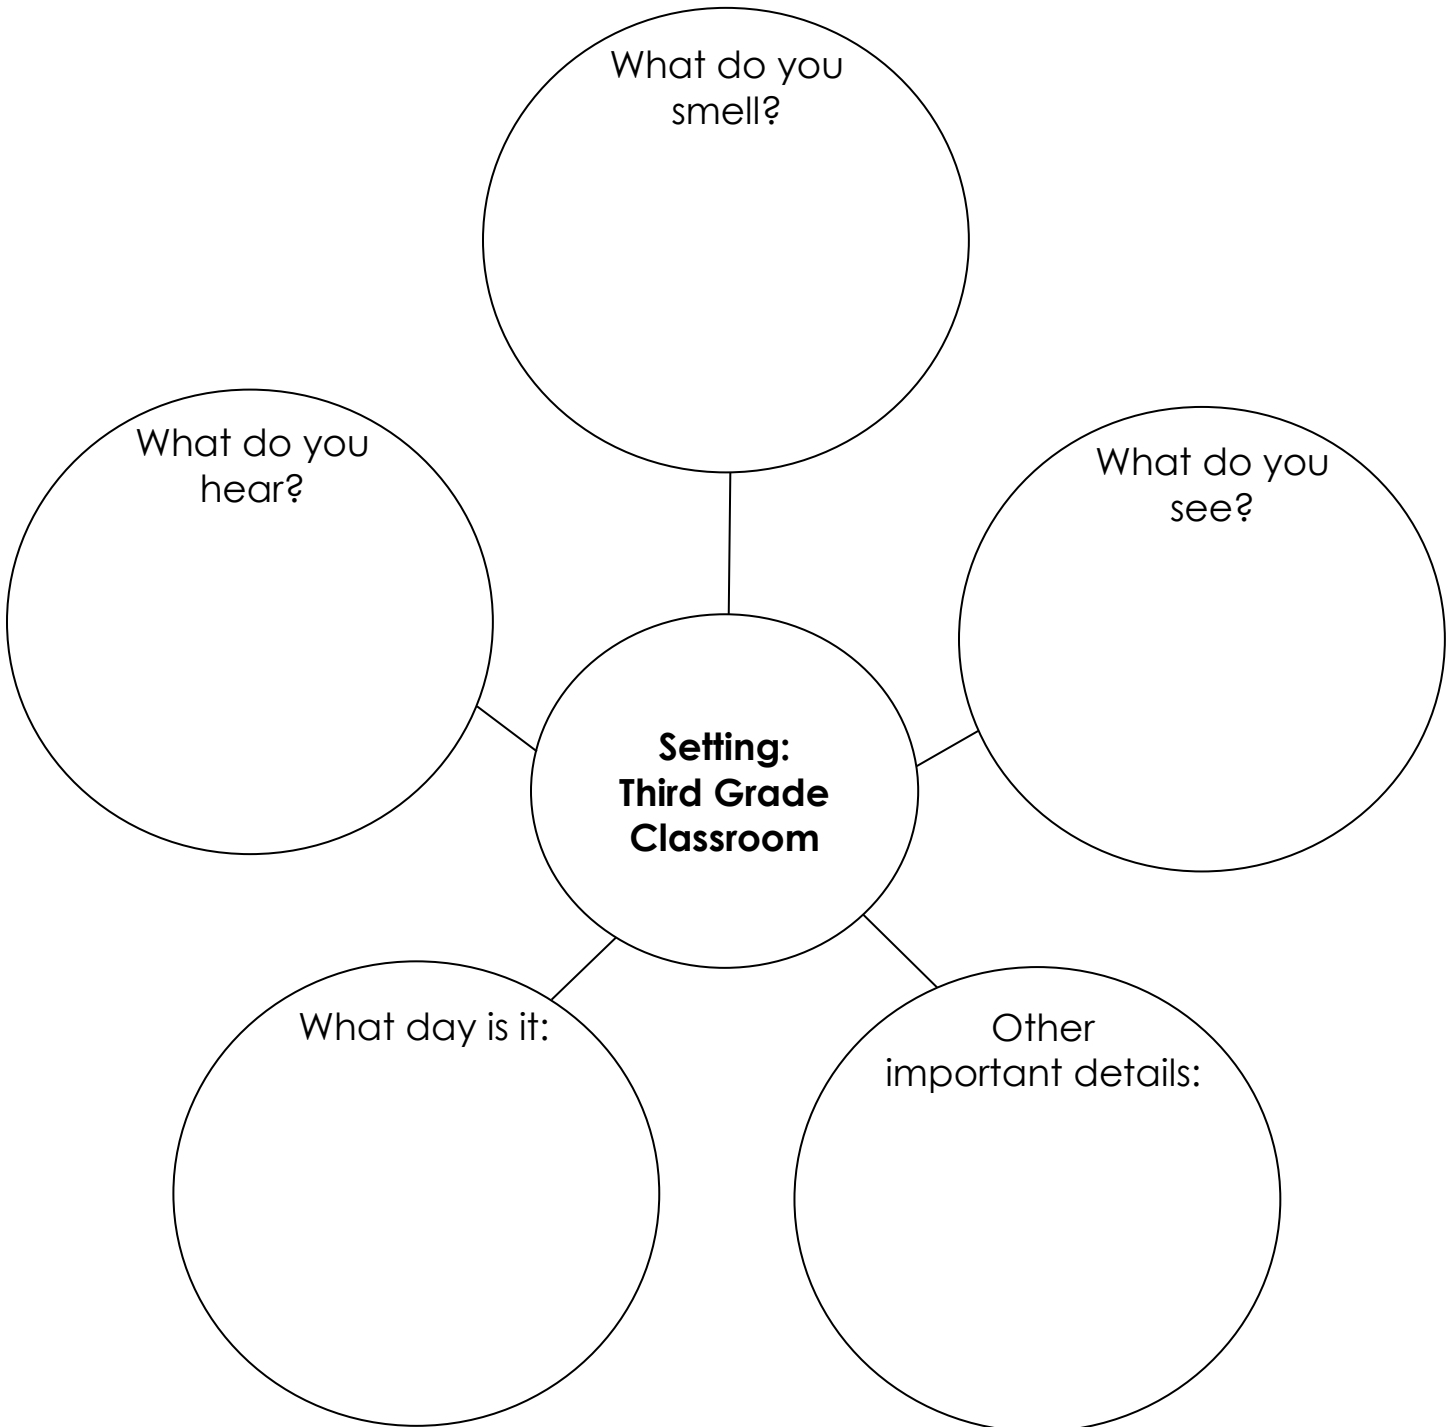 What do you
smell?
What do you
hear?
What do you
see?
Setting:
Third Grade
Classroom
What day is it:
Other
important details: